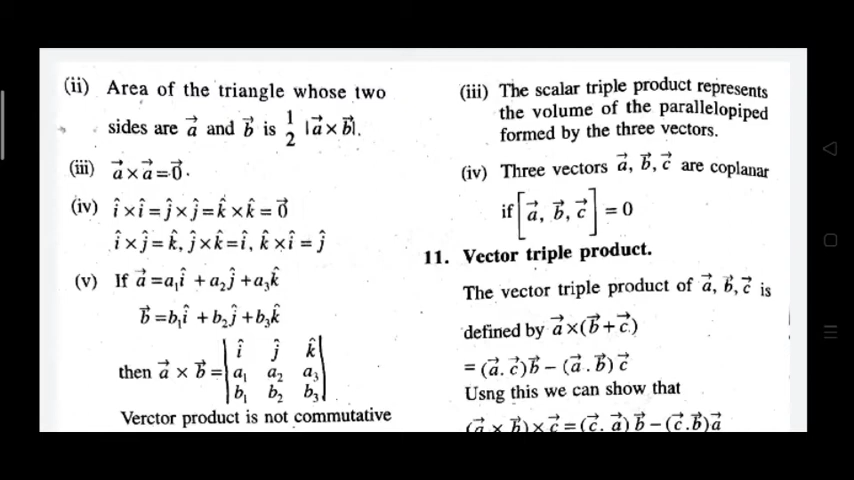 (ii) Area of the triangle whose two
sides are a⃗ and b⃗ is 1/2 |a⃗ × b⃗|.
(iii) a⃗ × a⃗ = 0⃗.
(iv) î × î = ĵ × ĵ = k̂ × k̂ = 0⃗
î × ĵ = k̂, ĵ × k̂ = î, k̂ × î = ĵ
(v) If a⃗ = a₁î + a₂ĵ + a₃k̂
b⃗ = b₁î + b₂ĵ + b₃k̂
then a⃗ × b⃗ = | î ĵ k̂ |
| a₁ a₂ a₃ |
| b₁ b₂ b₃ |
Verctor product is not commutative
(iii) The scalar triple product represents
the volume of the parallelopiped
formed by the three vectors.
(iv) Three vectors a⃗, b⃗, c⃗ are coplanar
if [a⃗, b⃗, c⃗] = 0
11. Vector triple product.
The vector triple product of a⃗, b⃗, c⃗ is
defined by a⃗ × (b⃗ + c⃗)
= (a⃗. c⃗) b⃗ – (a⃗ . b⃗) c⃗
Usng this we can show that
(a⃗ × b⃗) × c⃗ = (c⃗. a⃗) b⃗ – (c⃗.b⃗) a⃗